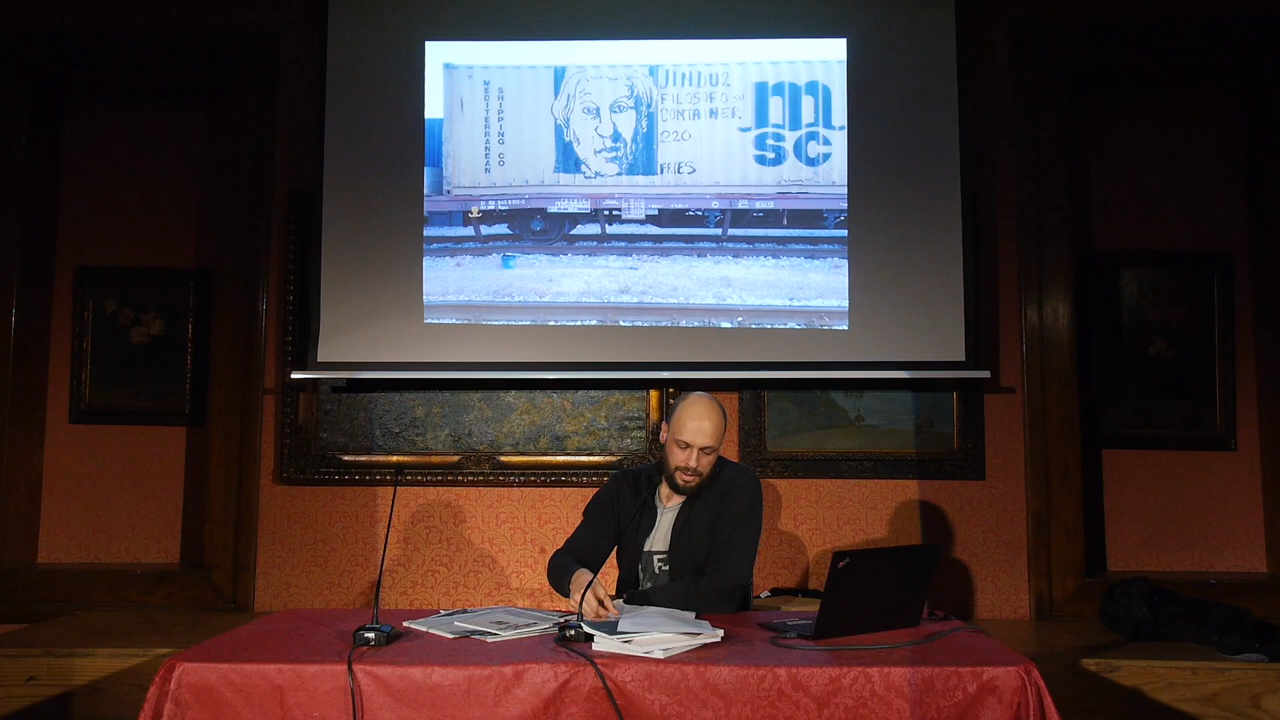 MEDITERRANEAN
SHIPPING CO
JINDU2
FILOSOFO SU
CONTAINER
220
FRIES
msc